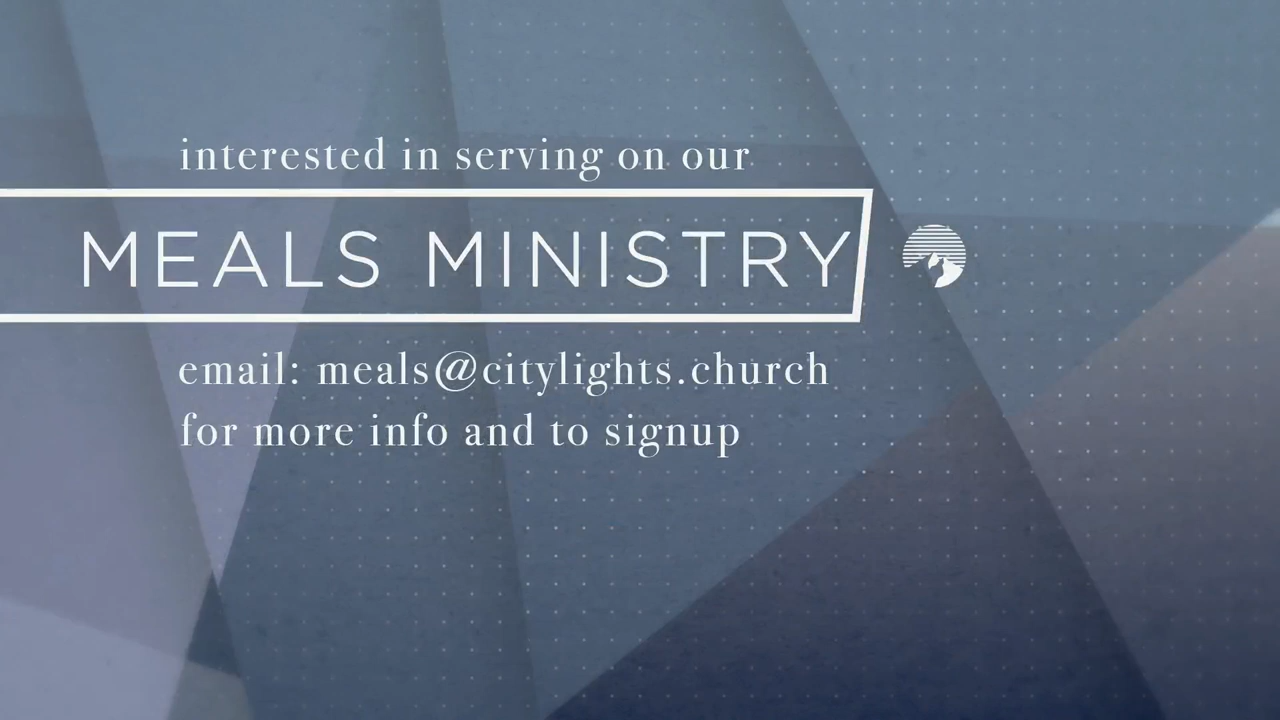 interested in serving on our
MEALS MINISTRY
email: meals@citylights.church
for more info and to signup